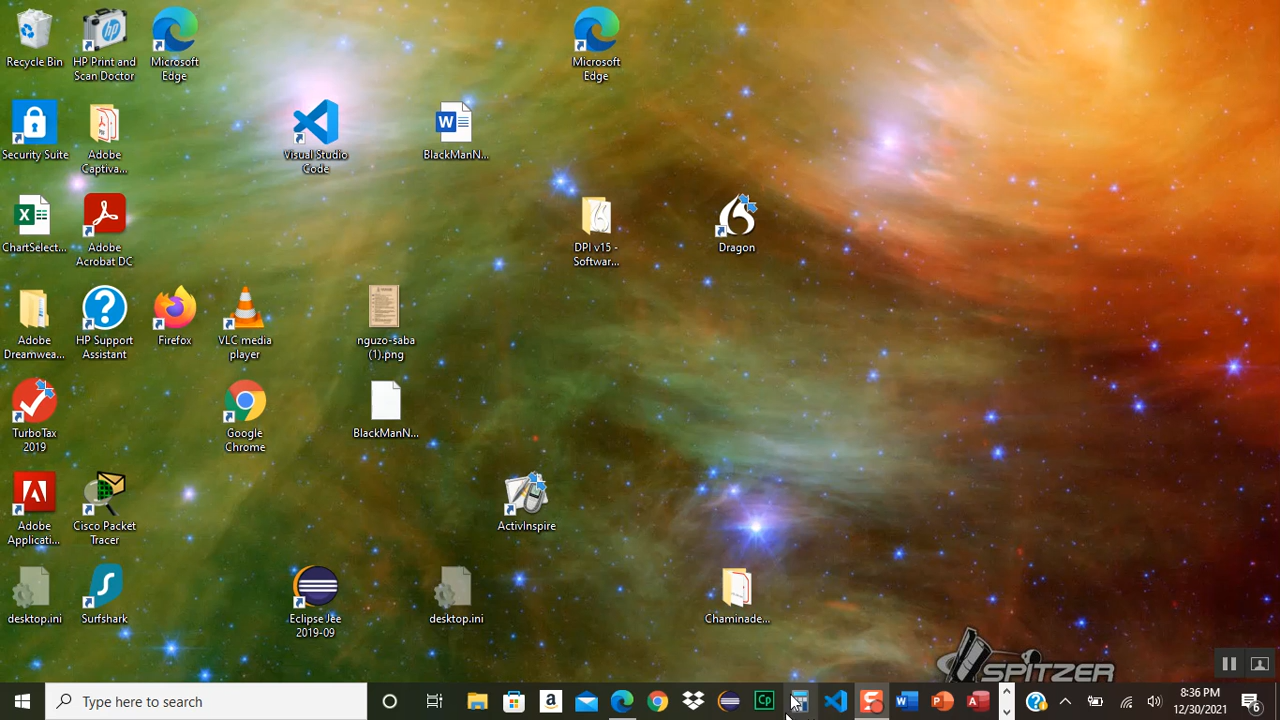 Recycle Bin
HP Print and
Scan Doctor
Microsoft
Edge
Microsoft
Edge
Security Suite
Adobe
Captiva...
Visual Studio
Code
BlackManN...
ChartSelect...
Adobe
Acrobat DC
DPI v15 -
Softwar...
Dragon
Adobe
Dreamwea...
HP Support
Assistant
Firefox
VLC media
player
nguzo-saba
(1).png
TurboTax
2019
Google
Chrome
BlackManN...
Adobe
Applicati...
Cisco Packet
Tracer
ActivInspire
desktop.ini
Surfshark
Eclipse Jee
2019-09
desktop.ini
Chaminade...
SPITZER
Type here to search
8:36 PM
12/30/2021
6